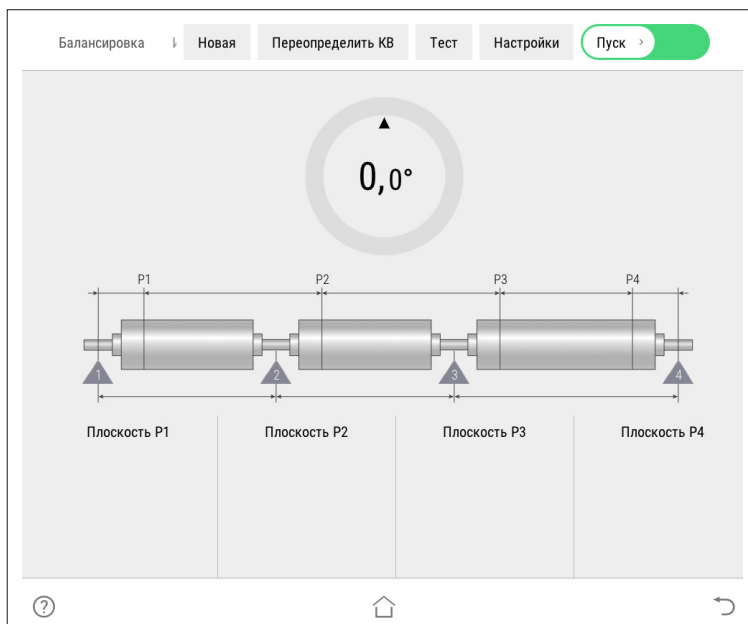 Балансировка
Новая
Переопределить КВ
Тест
Настройки
Пуск
0,0°
P1 P2 P3 P4
1 2 3 4
Плоскость P1
Плоскость P2
Плоскость P3
Плоскость P4
?